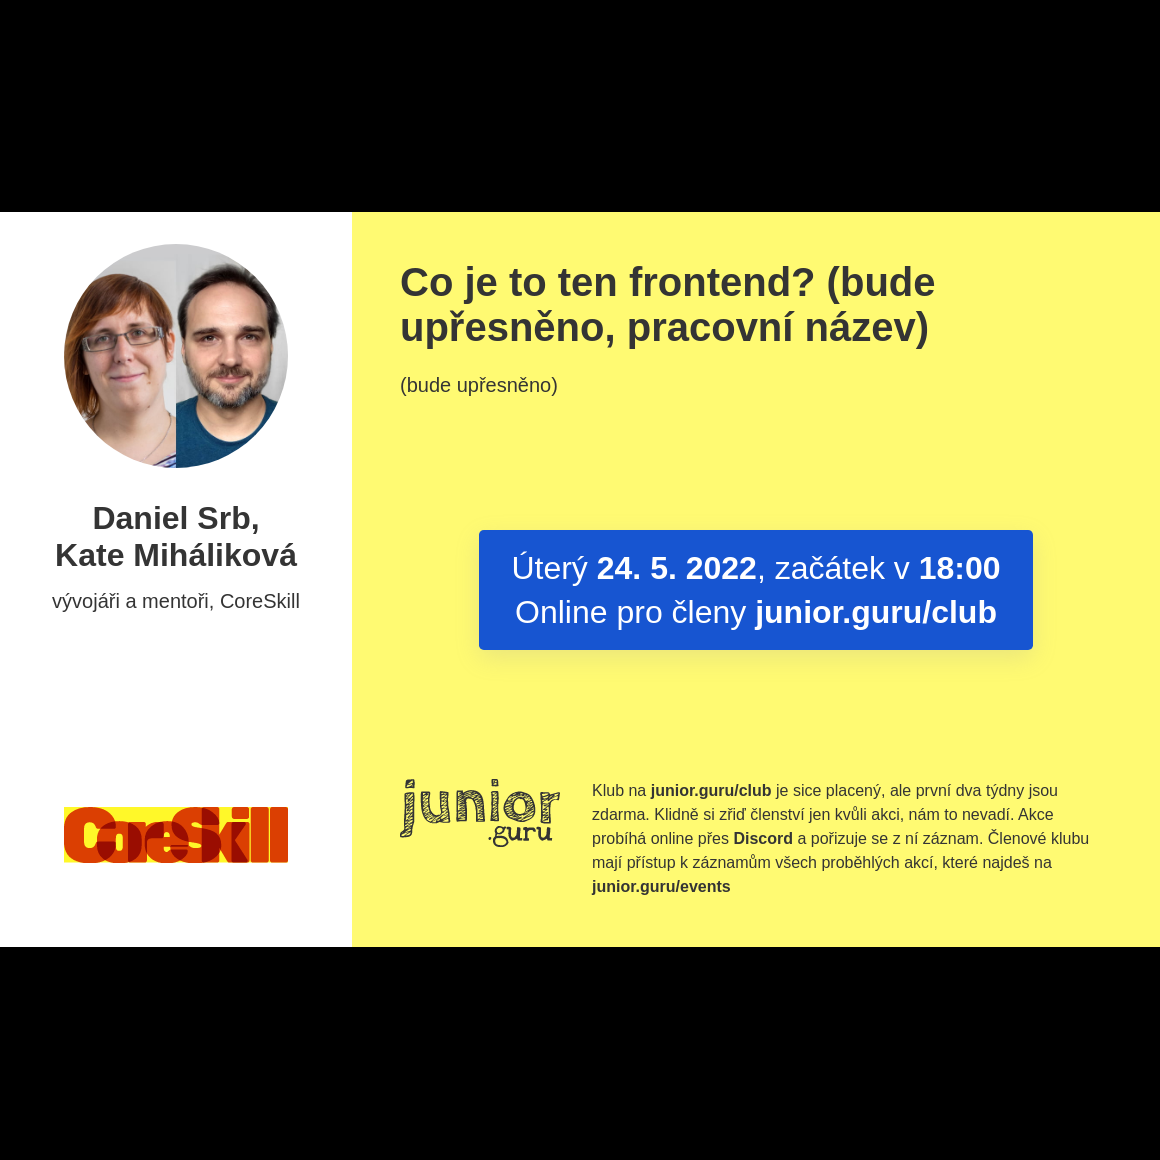 Daniel Srb,
Kate Miháliková
vývojáři a mentoři, CoreSkill
CoreSkill
Co je to ten frontend? (bude
upřesněno, pracovní název)
(bude upřesněno)
Úterý 24. 5. 2022, začátek v 18:00
Online pro členy junior.guru/club
junior
.guru
Klub na junior.guru/club je sice placený, ale první dva týdny jsou
zdarma. Klidně si zřiď členství jen kvůli akci, nám to nevadí. Akce
probíhá online přes Discord a pořizuje se z ní záznam. Členové klubu
mají přístup k záznamům všech proběhlých akcí, které najdeš na
junior.guru/events